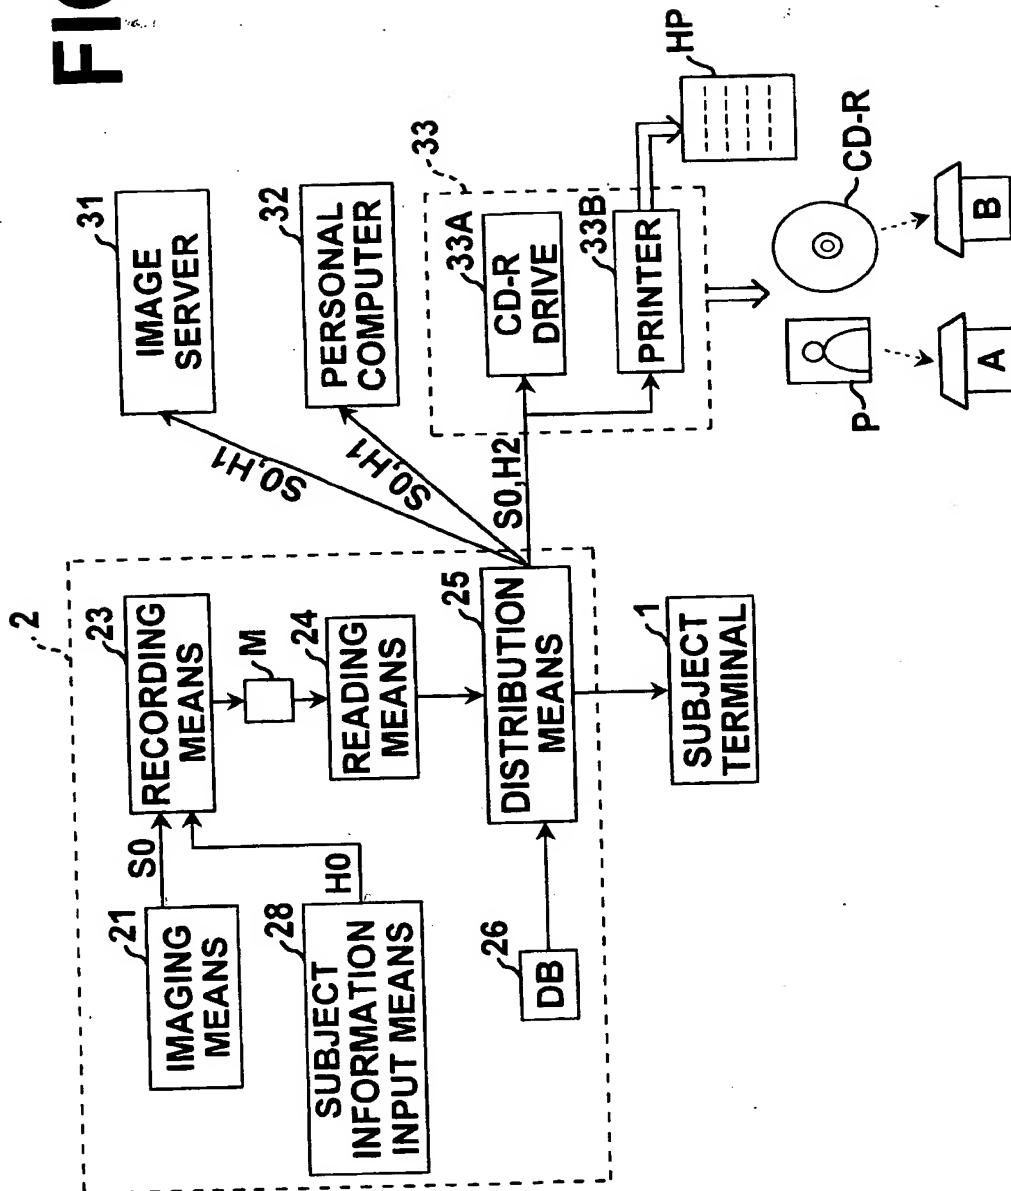 FIG
2
21
IMAGING
MEANS
S0
23
RECORDING
MEANS
28
SUBJECT
INFORMATION
INPUT MEANS
H0
M
24
READING
MEANS
26
DB
25
DISTRIBUTION
MEANS
1
SUBJECT
TERMINAL
S0,H1
S0,H1
S0,H2
31
IMAGE
SERVER
32
PERSONAL
COMPUTER
33
33A
CD-R
DRIVE
33B
PRINTER
HP
P
CD-R
A
B